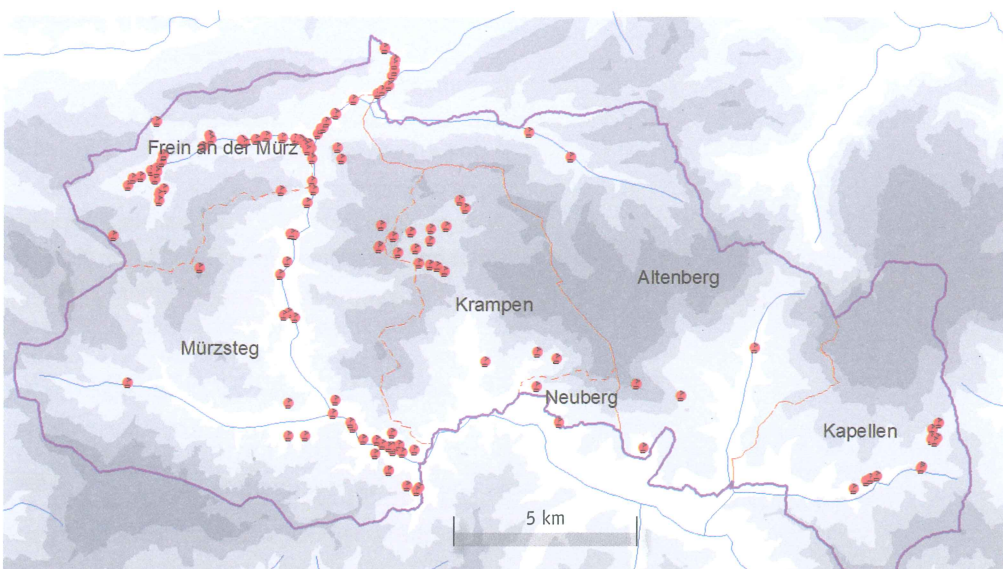 Frein an der Mürz
Altenberg
Krampen
Mürzsteg
Neuberg
Kapellen
5 km